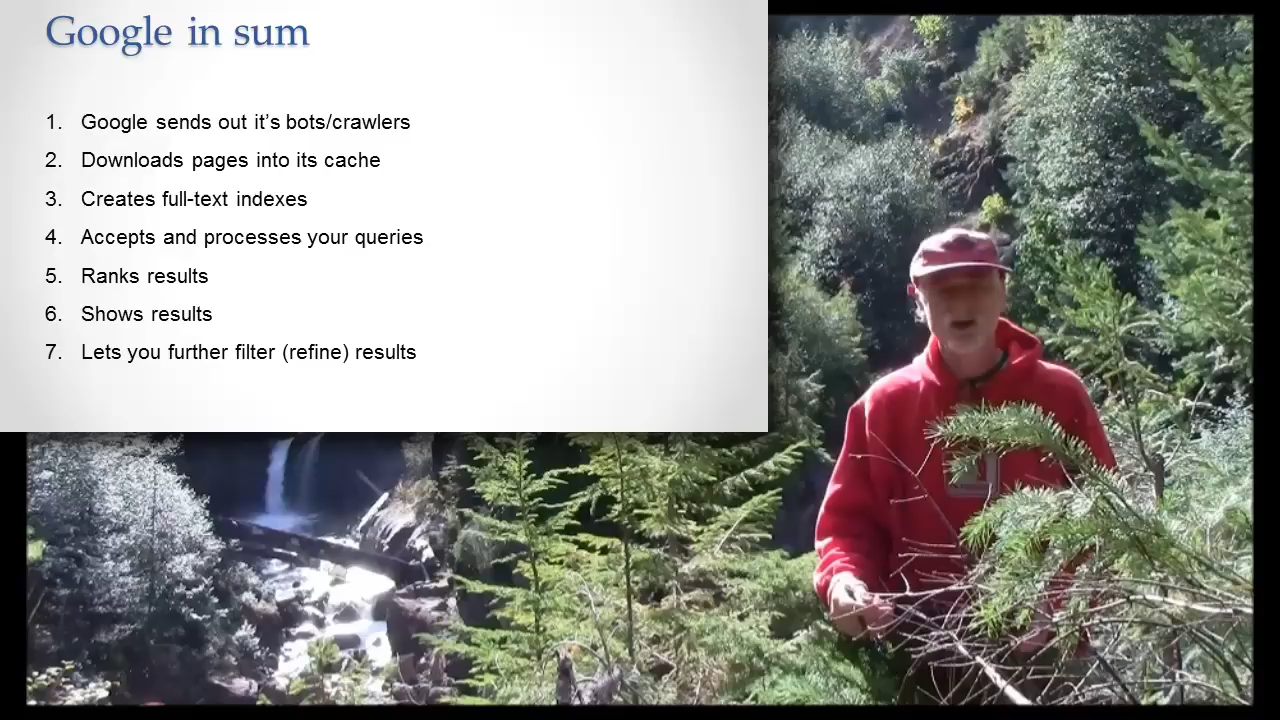 Google in sum
1. Google sends out it's bots/crawlers
2. Downloads pages into its cache
3. Creates full-text indexes
4. Accepts and processes your queries
5. Ranks results
6. Shows results
7. Lets you further filter (refine) results